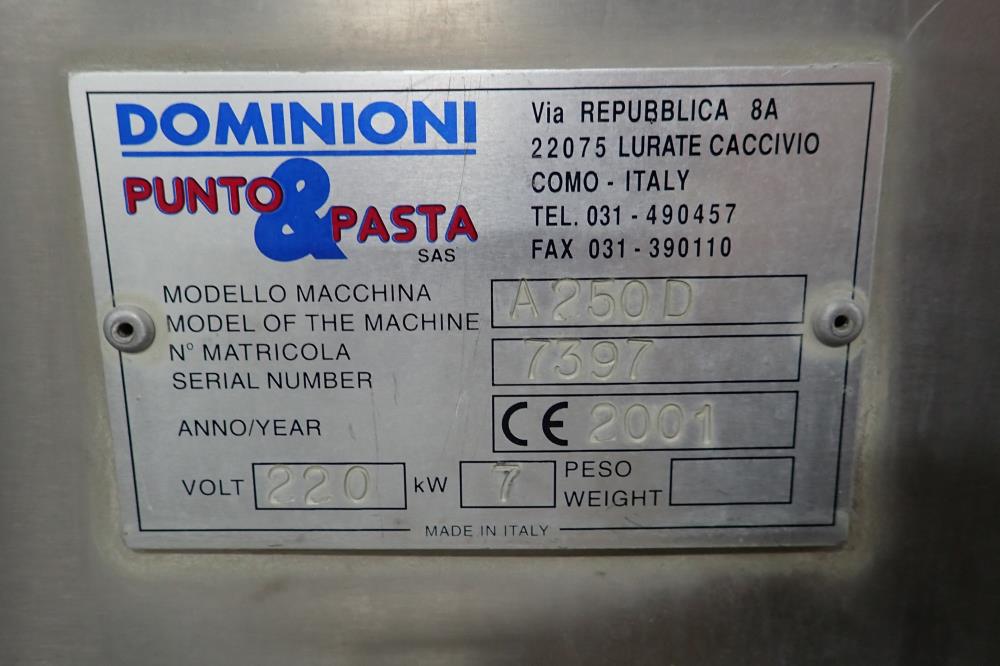 DOMINIONI
PUNTO & PASTA
SAS
Via REPUBBLICA 8A
22075 LURATE CACCIVIO
COMO - ITALY
TEL. 031 - 490457
FAX 031 - 390110
MODELLO MACCHINA
MODEL OF THE MACHINE A250D
N° MATRICOLA
SERIAL NUMBER 7397
ANNO/YEAR CE 2001
VOLT 220 kW 7 PESO
WEIGHT
MADE IN ITALY